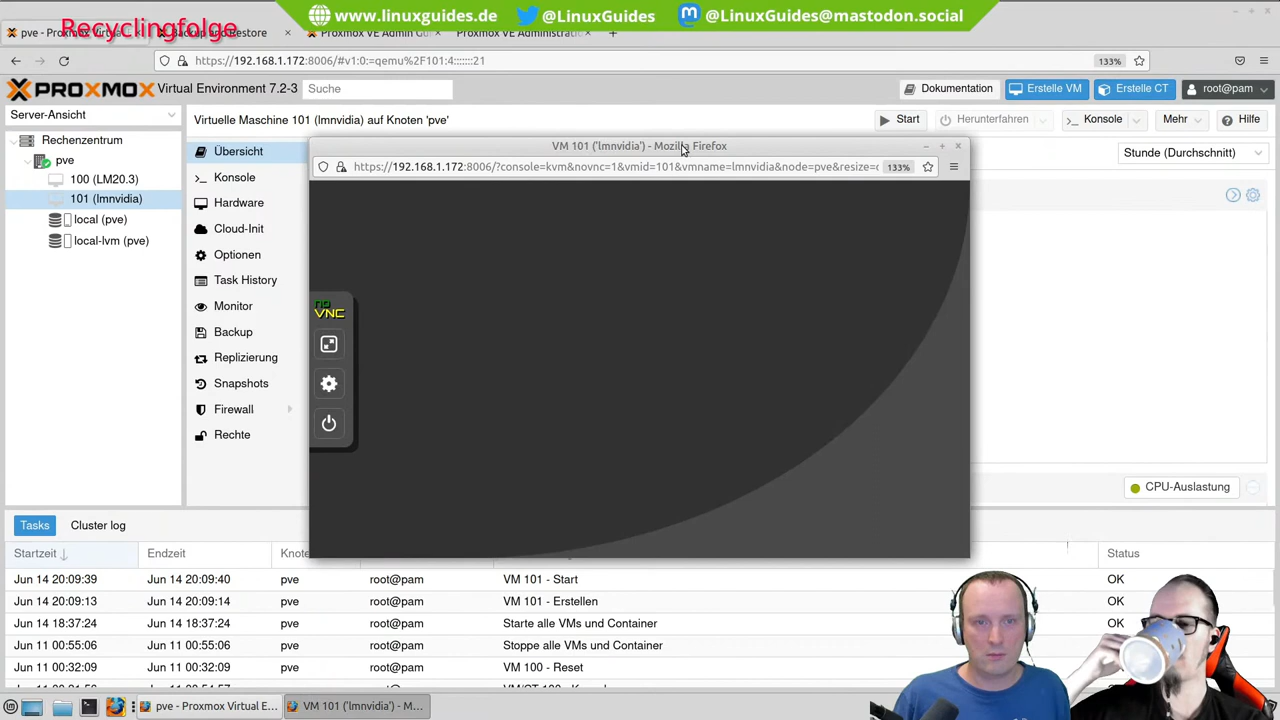 www.linuxguides.de @LinuxGuides @LinuxGuides@mastodon.social
Recyclingfolge
pve - Proxmox Virtual E Backup and Restore Proxmox VE Admin Gu Proxmox VE Administra
https://192.168.1.172:8006/#v1:0:=qemu%2F101:4:::::::21 133%
PROXMOX Virtual Environment 7.2-3 Suche Dokumentation Erstelle VM Erstelle CT root@pam
Server-Ansicht
Virtuelle Maschine 101 (lmnvidia) auf Knoten 'pve' Start Herunterfahren Konsole Mehr Hilfe
Rechenzentrum
pve
100 (LM20.3)
101 (lmnvidia)
local (pve)
local-lvm (pve)
Übersicht
Konsole
Hardware
Cloud-Init
Optionen
Task History
Monitor
Backup
Replizierung
Snapshots
Firewall
Rechte
Stunde (Durchschnitt)
VM 101 ('lmnvidia') - Mozilla Firefox
https://192.168.1.172:8006/?console=kvm&novnc=1&vmid=101&vmname=lmnvidia&node=pve&resize=c 133%
no
VNC
CPU-Auslastung
Tasks Cluster log
Startzeit Endzeit Knote Status
Jun 14 20:09:39 Jun 14 20:09:40 pve root@pam VM 101 - Start OK
Jun 14 20:09:13 Jun 14 20:09:14 pve root@pam VM 101 - Erstellen OK
Jun 14 18:37:24 Jun 14 18:37:24 pve root@pam Starte alle VMs und Container
Jun 11 00:55:06 Jun 11 00:55:06 pve root@pam Stoppe alle VMs und Container
Jun 11 00:32:09 Jun 11 00:32:09 pve root@pam VM 100 - Reset
pve - Proxmox Virtual E... VM 101 ('lmnvidia') - M...